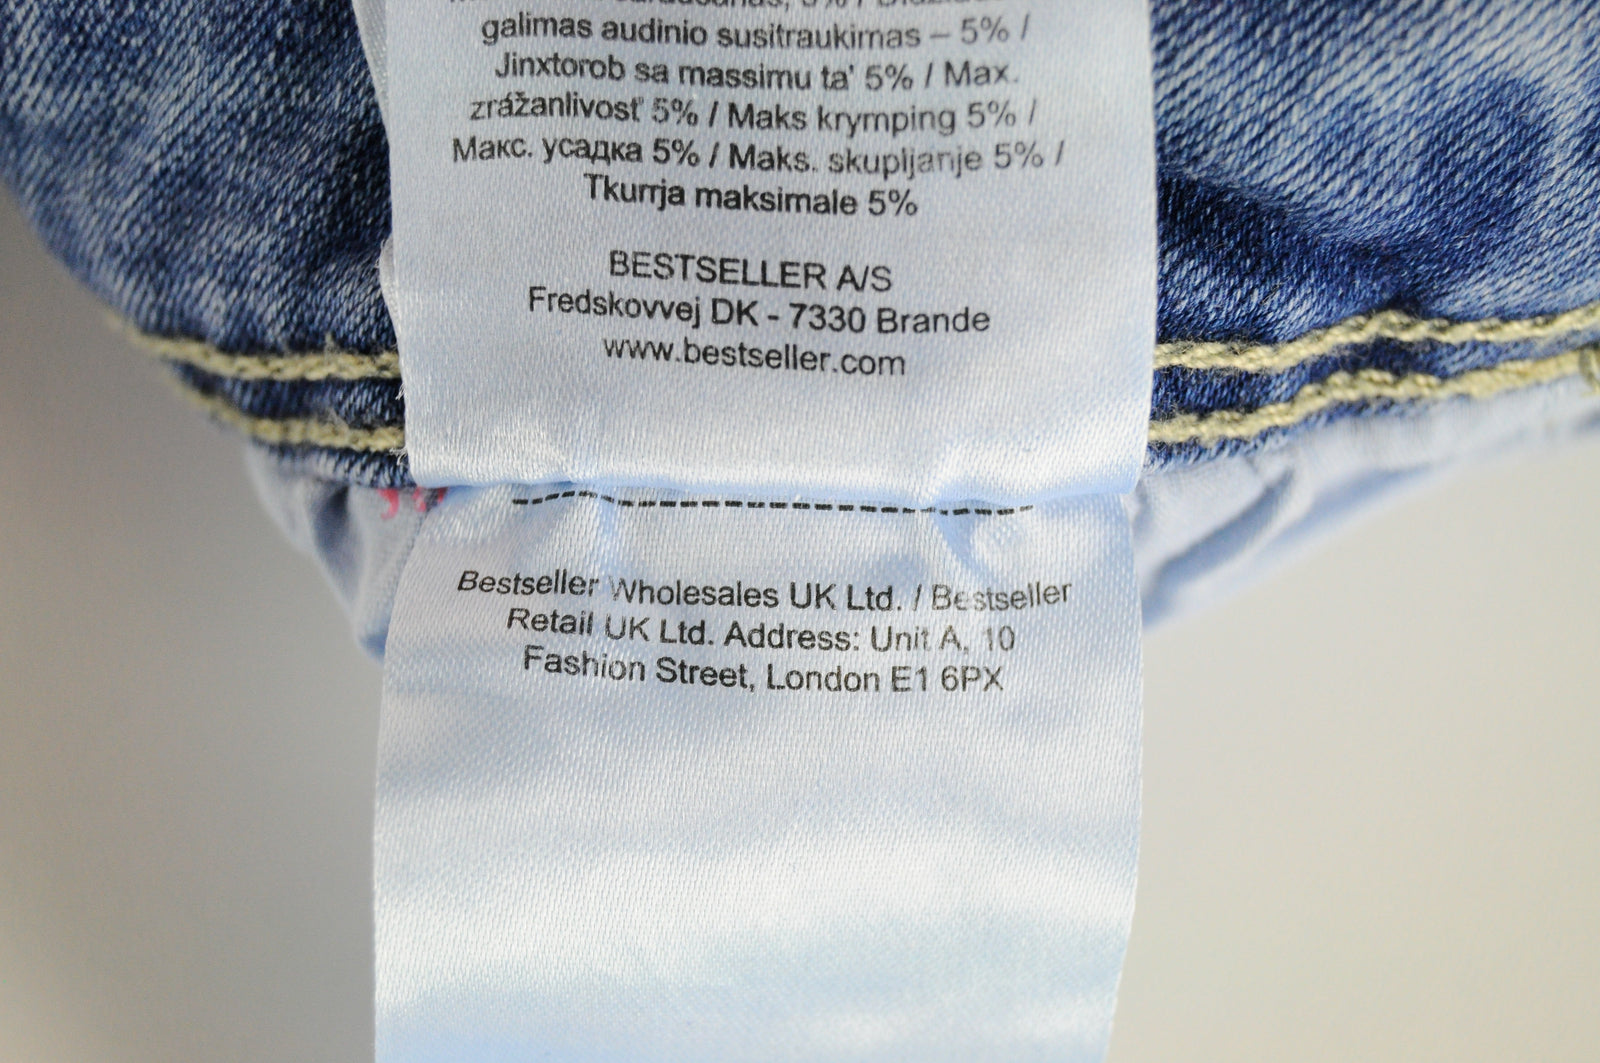 galimas audinio susitraukimas – 5% /
Jinxtorob sa massimu ta' 5% / Max.
zrážanlivosť 5% / Maks krymping 5% /
Макс. усадка 5% / Maks. skupljanje 5% /
Tkurrja maksimale 5%
BESTSELLER A/S
Fredskovvej DK - 7330 Brande
www.bestseller.com
Bestseller Wholesales UK Ltd. / Bestseller
Retail UK Ltd. Address: Unit A, 10
Fashion Street, London E1 6PX